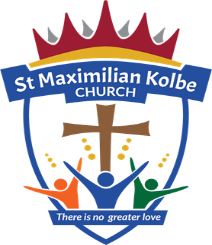 St Maximilian Kolbe
CHURCH
There is no greater love